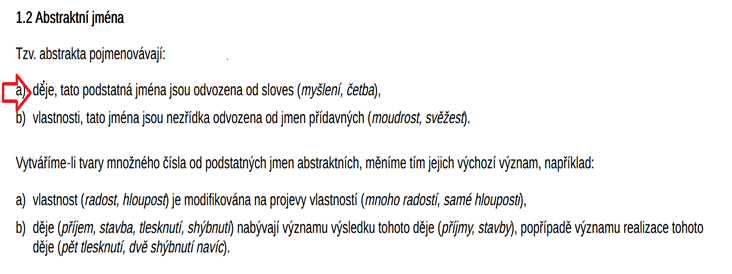 1.2 Abstraktní jména
Tzv. abstrakta pojmenovávají:
a) děje, tato podstatná jména jsou odvozena od sloves (myšlení, četba),
b) vlastnosti, tato jména jsou nezřídka odvozena od jmen přídavných (moudrost, svěžest).
Vytváříme-li tvary množného čísla od podstatných jmen abstraktních, měníme tím jejich výchozí význam, například:
a) vlastnost (radost, hloupost) je modifikována na projevy vlastností (mnoho radostí, samé hlouposti),
b) děje (příjem, stavba, tlesknutí, shýbnutí) nabývají významu výsledku tohoto děje (příjmy, stavby), popřípadě významu realizace tohoto
děje (pět tlesknutí, dvě shýbnutí navíc).